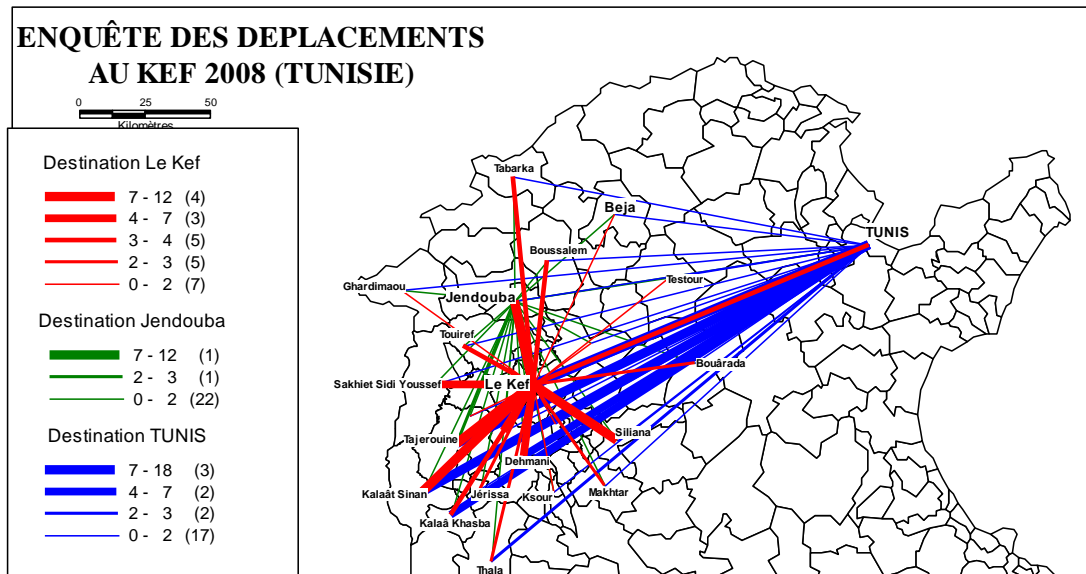 ENQUÊTE DES DEPLACEMENTS
AU KEF 2008 (TUNISIE)
0 25 50
Kilomètres
Destination Le Kef
7 - 12 (4)
4 - 7 (3)
3 - 4 (5)
2 - 3 (5)
0 - 2 (7)
Destination Jendouba
7 - 12 (1)
2 - 3 (1)
0 - 2 (22)
Destination TUNIS
7 - 18 (3)
4 - 7 (2)
2 - 3 (2)
0 - 2 (17)
Tabarka
Beja
TUNIS
Boussalem
Testour
Ghardimaou
Jendouba
Touiref
Bouârada
Sakhiet Sidi Youssef
Le Kef
Siliana
Tajerouine
Dehmani
Kalaât Sinan
Jérissa
Ksour
Makhtar
Kalaâ Khasba
Thala